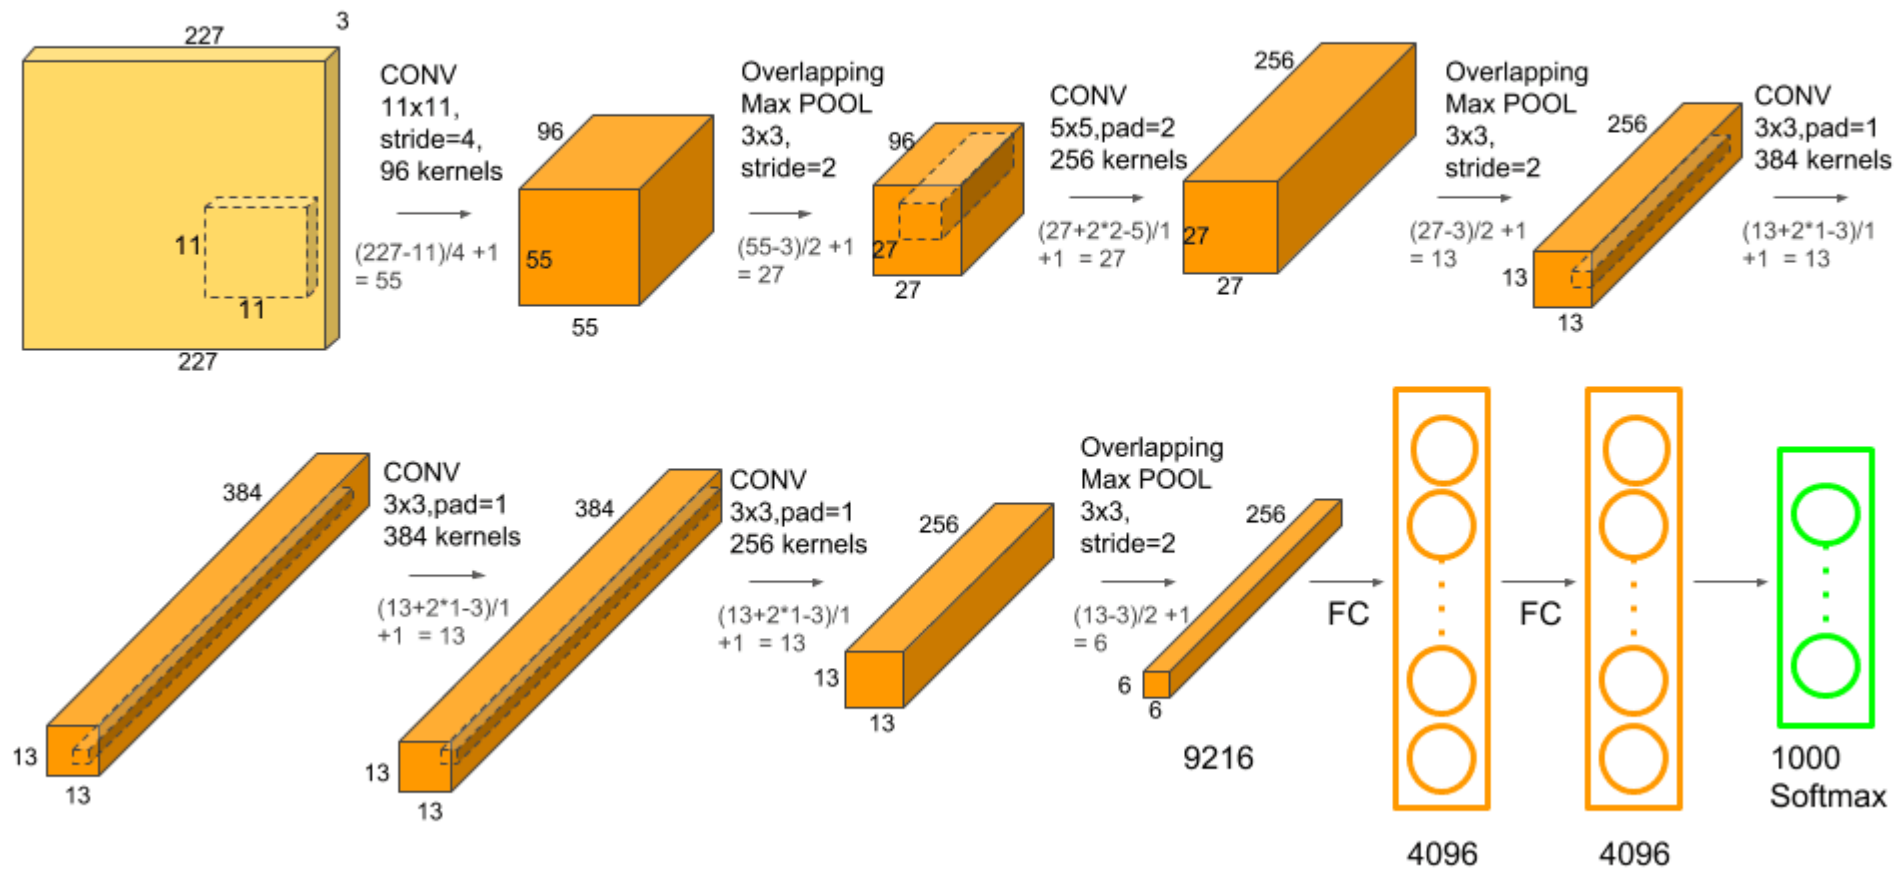 227
3
11
11
227
CONV
11x11,
stride=4,
96 kernels
(227-11)/4 +1
= 55
96
55
55
Overlapping
Max POOL
3x3,
stride=2
(55-3)/2 +1
= 27
96
27
27
CONV
5x5,pad=2
256 kernels
(27+2*2-5)/1
+1 = 27
256
27
27
Overlapping
Max POOL
3x3,
stride=2
(27-3)/2 +1
= 13
256
13
13
CONV
3x3,pad=1
384 kernels
(13+2*1-3)/1
+1 = 13
384
13
13
CONV
3x3,pad=1
384 kernels
(13+2*1-3)/1
+1 = 13
384
13
13
CONV
3x3,pad=1
256 kernels
(13+2*1-3)/1
+1 = 13
256
13
13
Overlapping
Max POOL
3x3,
stride=2
(13-3)/2 +1
= 6
256
6
6
9216
FC
4096
FC
4096
1000
Softmax